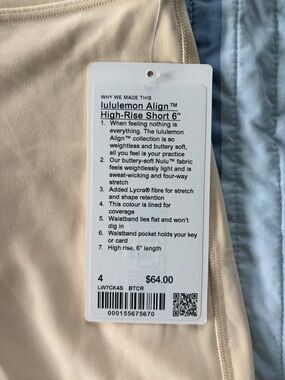 WHY WE MADE THIS
lululemon Align™
High-Rise Short 6"
1. When feeling nothing is
everything. The lululemon
Align™ collection is so
weightless and buttery soft,
all you feel is your practice
2. Our buttery-soft Nulu™ fabric
feels weightlessly light and is
sweat-wicking and four-way
stretch
3. Added Lycra® fibre for stretch
and shape retention
4. This colour is lined for
coverage
5. Waistband lies flat and won't
dig in
6. Waistband pocket holds your key
or card
7. High rise, 6" length
4 $64.00
LW7CK4S BTCR
000155675670